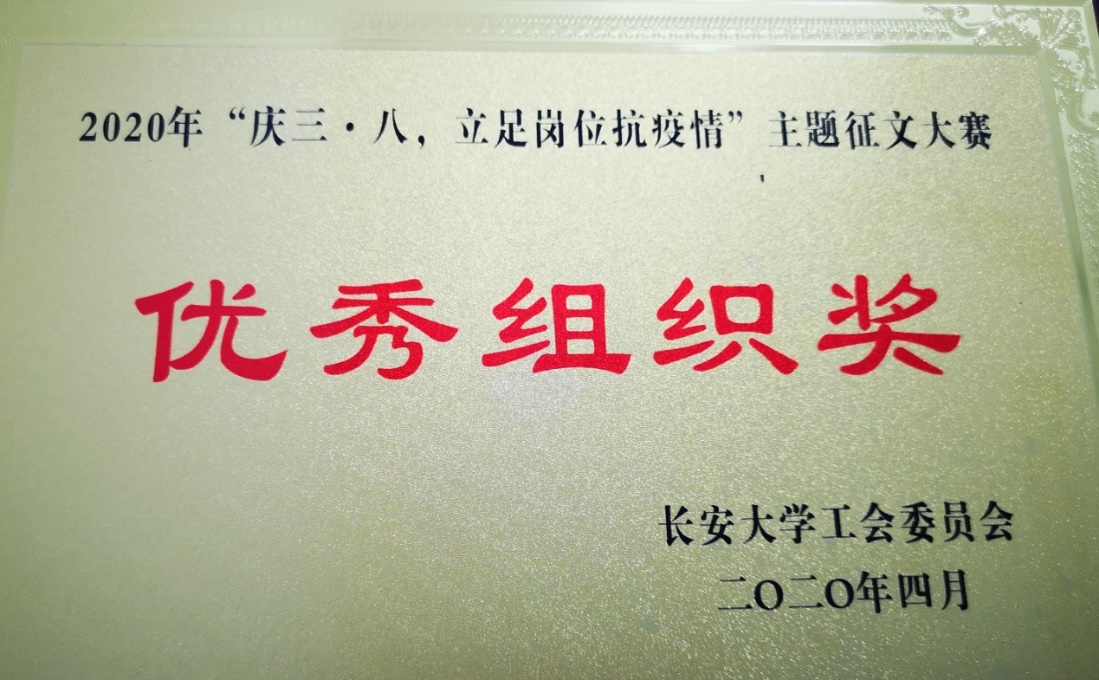 2020年“庆三·八，立足岗位抗疫情”主题征文大赛
优秀组织奖
长安大学工会委员会
二〇二〇年四月